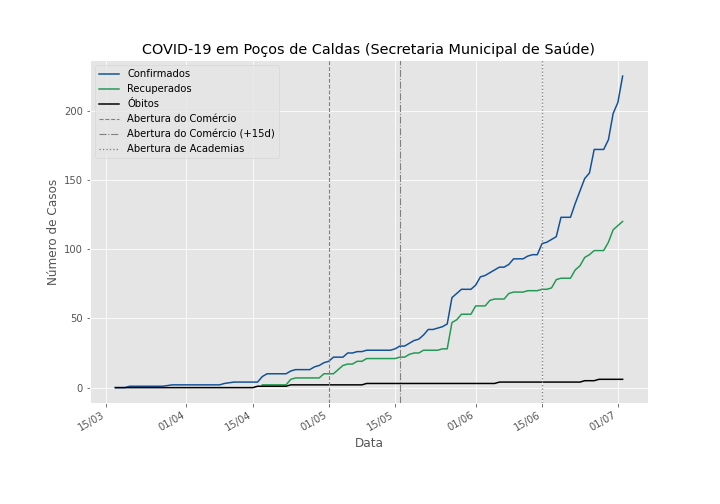 COVID-19 em Poços de Caldas (Secretaria Municipal de Saúde)
Confirmados
Recuperados
Óbitos
Abertura do Comércio
Abertura do Comércio (+15d)
Abertura de Academias
Número de Casos
200
150
100
50
0
15/03
01/04
15/04
01/05
15/05
01/06
15/06
01/07
Data